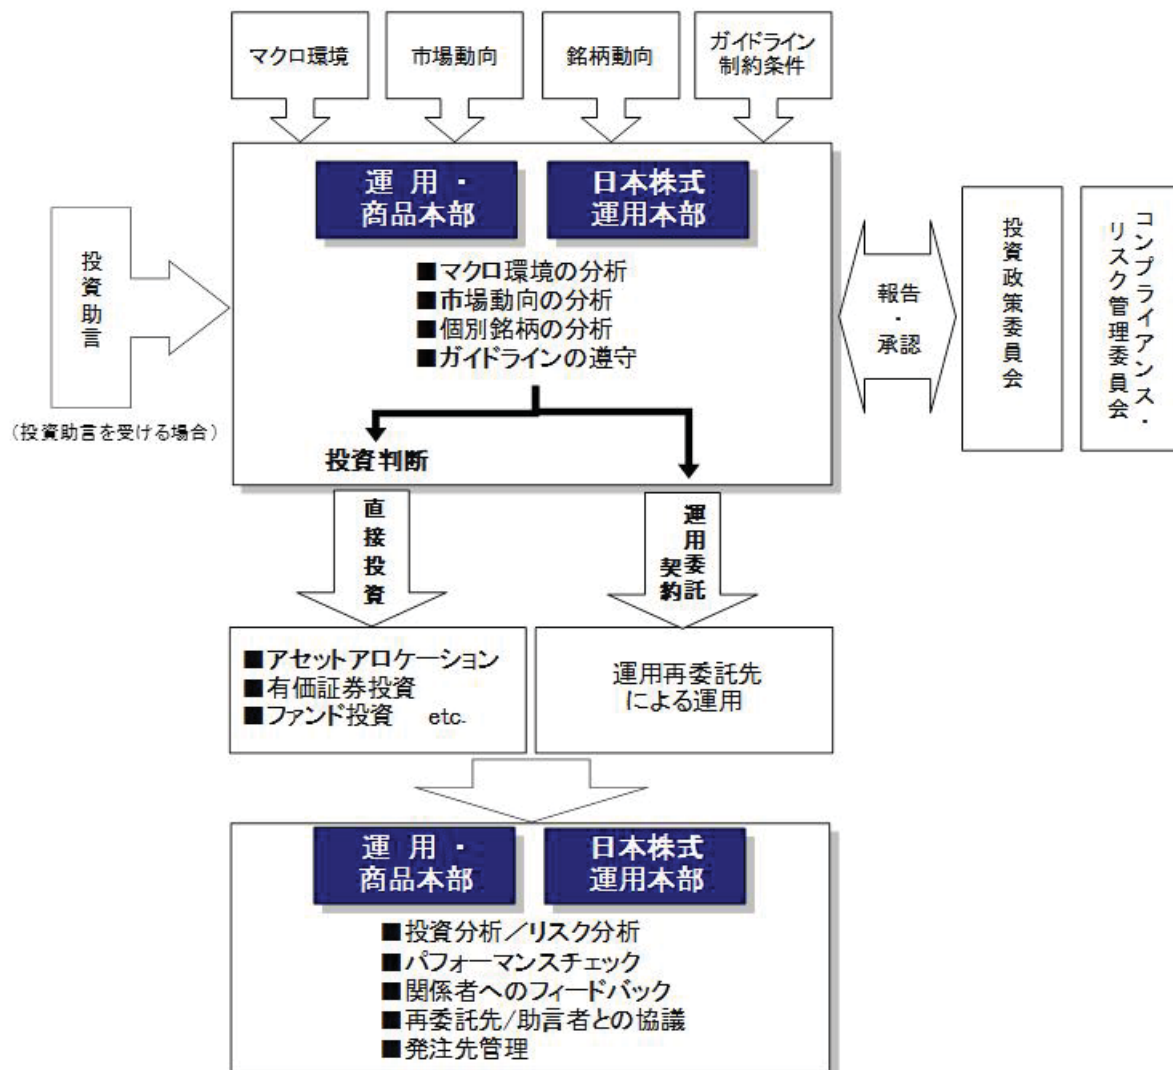 マクロ環境
市場動向
銘柄動向
ガイドライン
制約条件
運 用 ・
商品本部
日本株式
運用本部
■マクロ環境の分析
■市場動向の分析
■個別銘柄の分析
■ガイドラインの遵守
投資助言
（投資助言を受ける場合）
報告
・
承認
投資政策委員会
コンプライアンス・
リスク管理委員会
投資判断
直接投資
運用委託
契約
■アセットアロケーション
■有価証券投資
■ファンド投資 etc.
運用再委託先
による運用
運 用 ・
商品本部
日本株式
運用本部
■投資分析／リスク分析
■パフォーマンスチェック
■関係者へのフィードバック
■再委託先/助言者との協議
■発注先管理